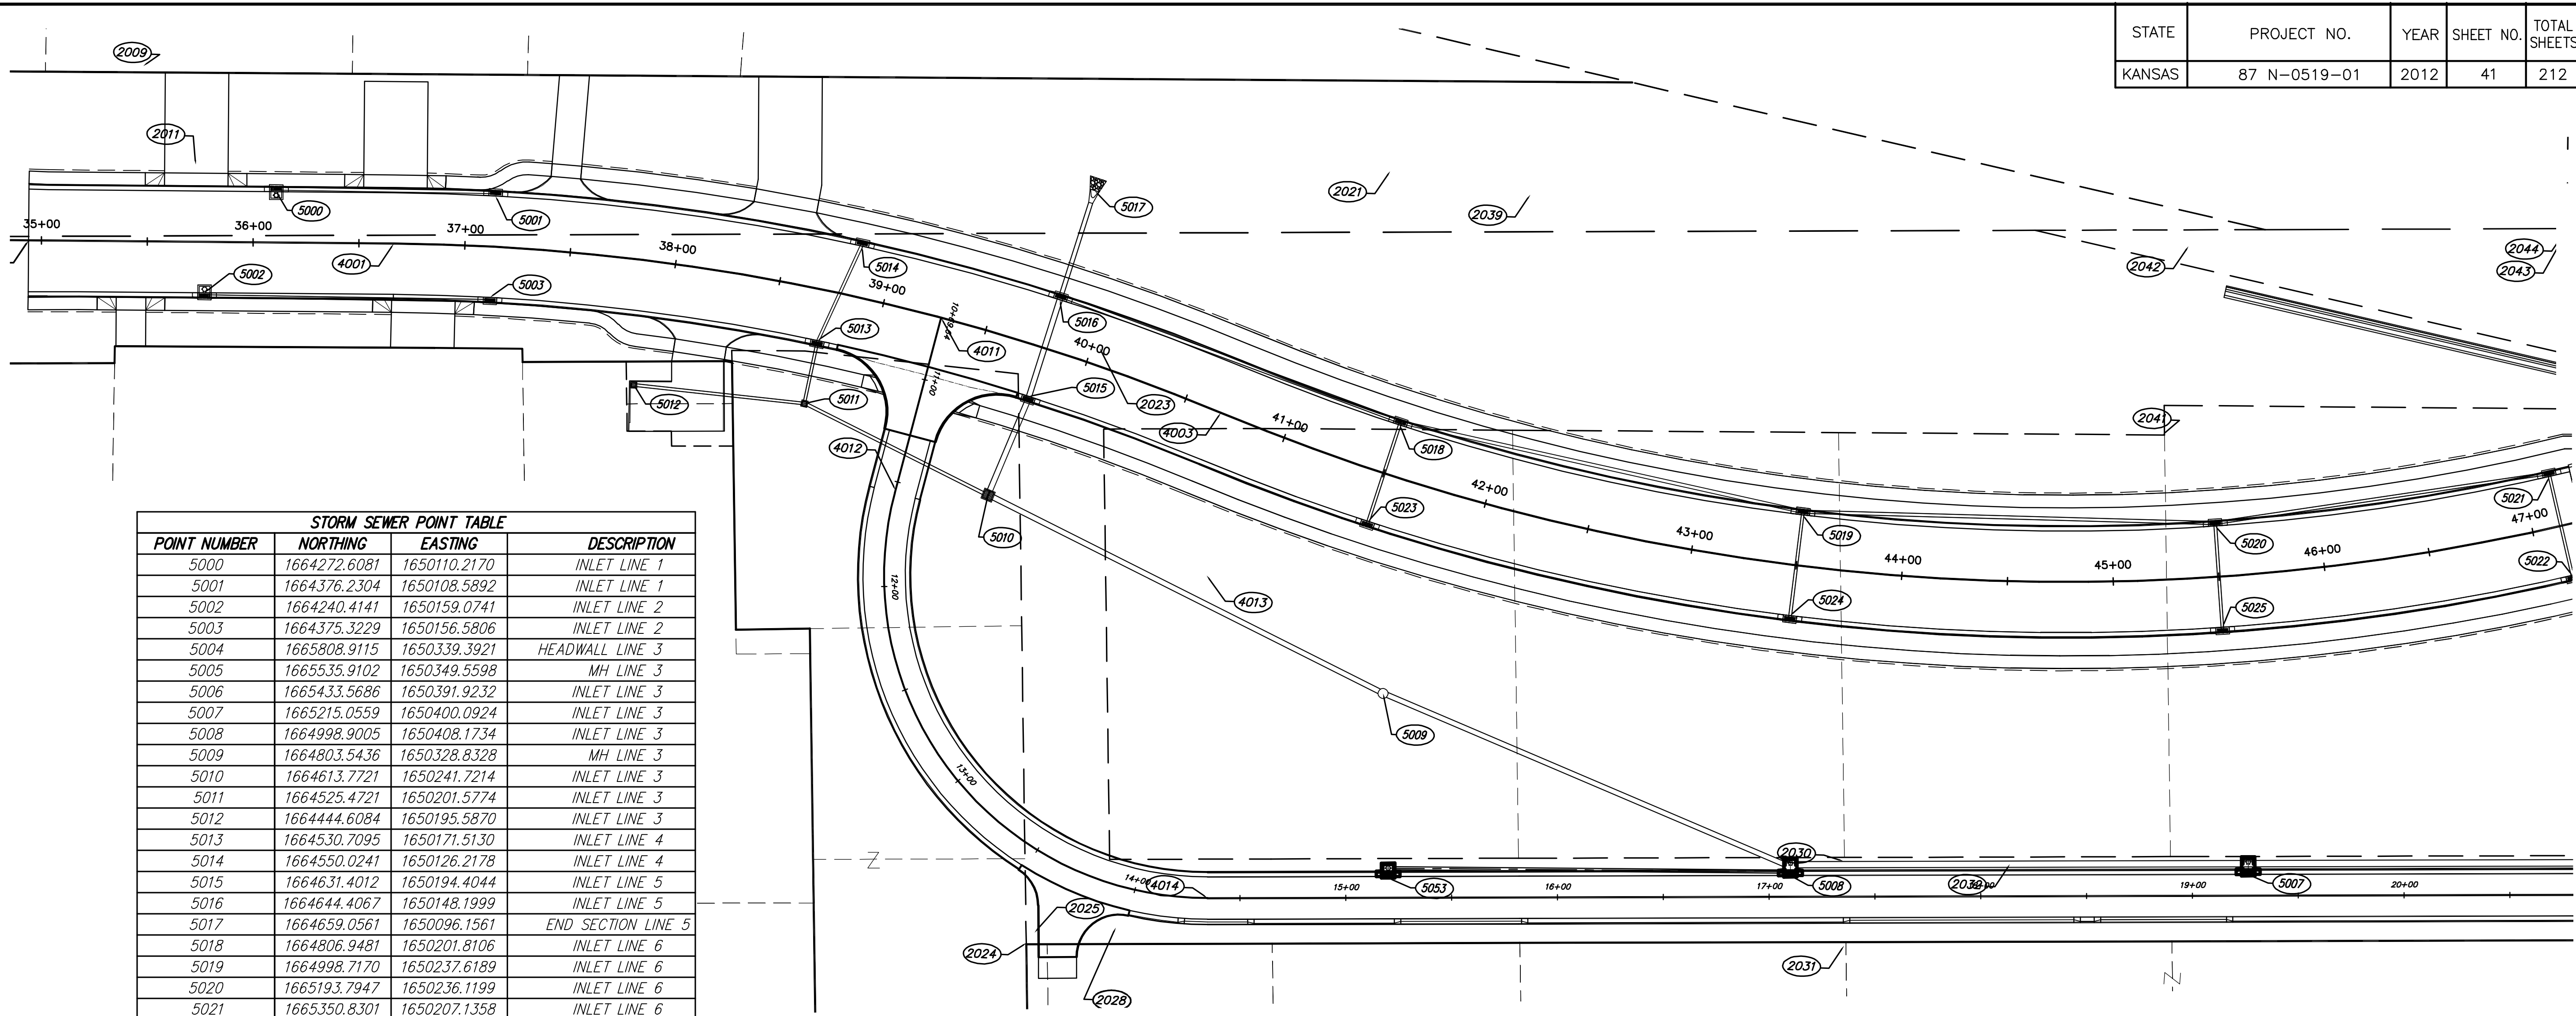 STATE PROJECT NO. YEAR SHEET NO. TOTAL SHEETS
KANSAS 87 N-0519-01 2012 41 212
2009
2011
2021
2039
5017
5000
5001
35+00
36+00
37+00
38+00
39+00
40+00
41+00
42+00
43+00
44+00
45+00
46+00
47+00
4001
5002
5003
5014
5013
5016
2042
2044
2043
10+69.64
4011
11+00
5015
2023
4003
5012
5011
4012
5018
2041
5023
5010
5019
5020
5021
5022
5024
5025
12+00
4013
5009
13+00
14+00
4014
15+00
16+00
17+00
19+00
20+00
5053
2030
5008
2039
5007
2025
2024
2028
2031
Z
Z
STORM SEWER POINT TABLE
POINT NUMBER NORTHING EASTING DESCRIPTION
5000 1664272.6081 1650110.2170 INLET LINE 1
5001 1664376.2304 1650108.5892 INLET LINE 1
5002 1664240.4141 1650159.0741 INLET LINE 2
5003 1664375.3229 1650156.5806 INLET LINE 2
5004 1665808.9115 1650339.3921 HEADWALL LINE 3
5005 1665535.9102 1650349.5598 MH LINE 3
5006 1665433.5686 1650391.9232 INLET LINE 3
5007 1665215.0559 1650400.0924 INLET LINE 3
5008 1664998.9005 1650408.1734 INLET LINE 3
5009 1664803.5436 1650328.8328 MH LINE 3
5010 1664613.7721 1650241.7214 INLET LINE 3
5011 1664525.4721 1650201.5774 INLET LINE 3
5012 1664444.6084 1650195.5870 INLET LINE 3
5013 1664530.7095 1650171.5130 INLET LINE 4
5014 1664550.0241 1650126.2178 INLET LINE 4
5015 1664631.4012 1650194.4044 INLET LINE 5
5016 1664644.4067 1650148.1999 INLET LINE 5
5017 1664659.0561 1650096.1561 END SECTION LINE 5
5018 1664806.9481 1650201.8106 INLET LINE 6
5019 1664998.7170 1650237.6189 INLET LINE 6
5020 1665193.7947 1650236.1199 INLET LINE 6
5021 1665350.8301 1650207.1358 INLET LINE 6